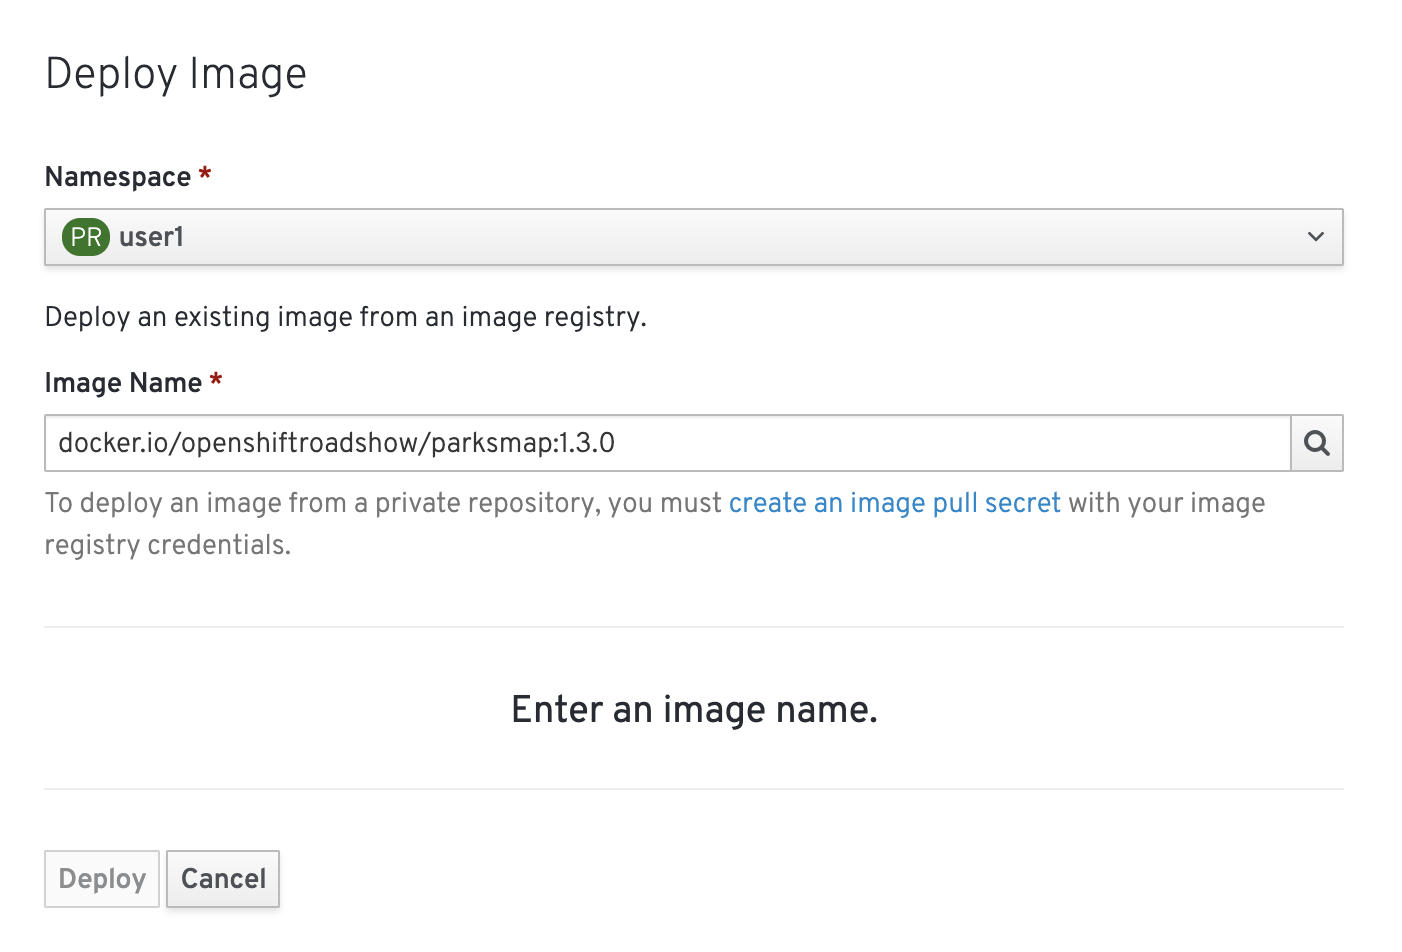 Deploy Image
Namespace *
PR user1
Deploy an existing image from an image registry.
Image Name *
docker.io/openshiftroadshow/parksmap:1.3.0
To deploy an image from a private repository, you must create an image pull secret with your image
registry credentials.
Enter an image name.
Deploy Cancel